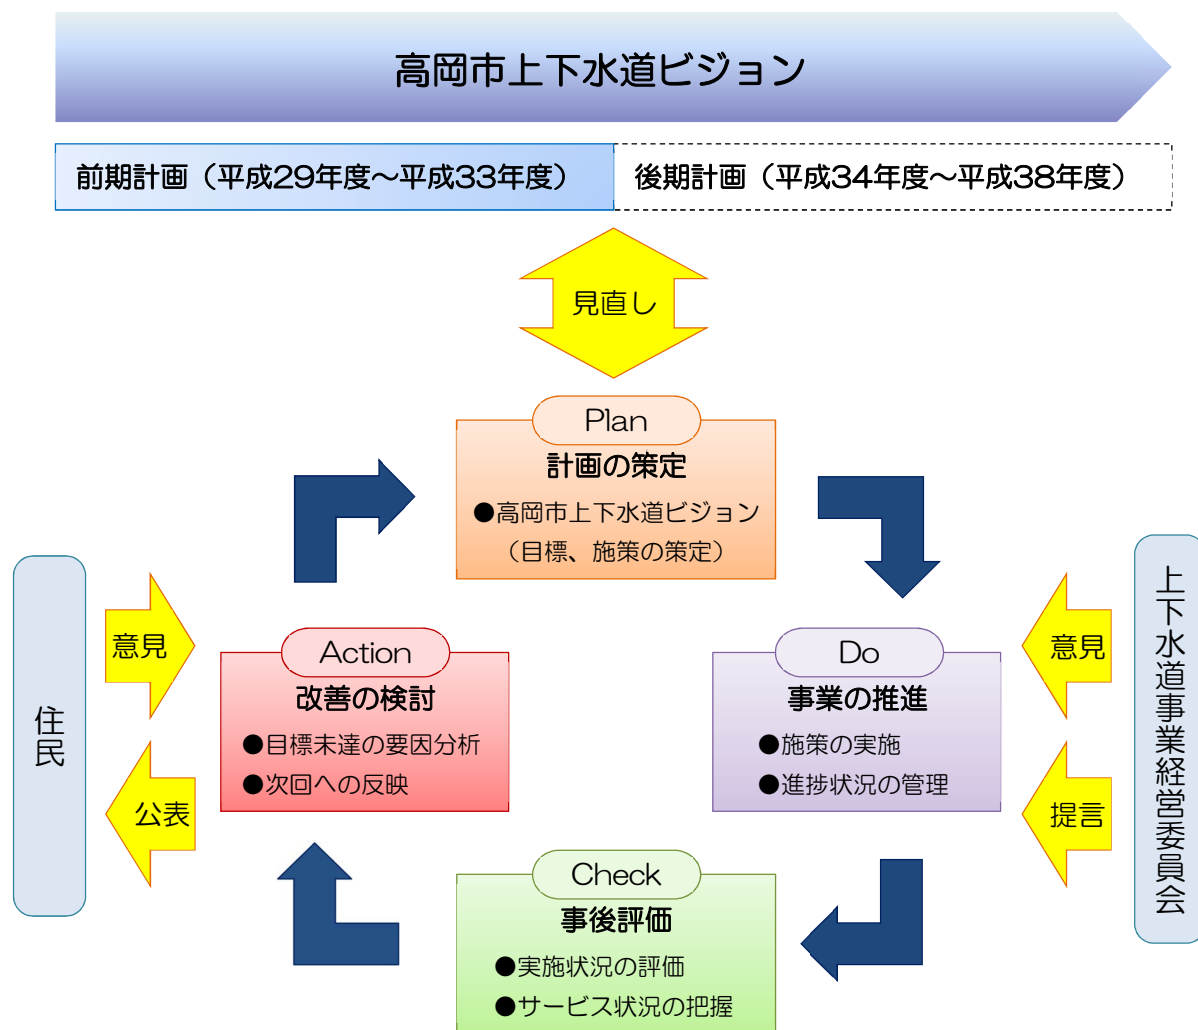 高岡市上下水道ビジョン
前期計画（平成29年度～平成33年度）
後期計画（平成34年度～平成38年度）
見直し
Plan
計画の策定
●高岡市上下水道ビジョン
（目標、施策の策定）
Do
事業の推進
●施策の実施
●進捗状況の管理
Check
事後評価
●実施状況の評価
●サービス状況の把握
Action
改善の検討
●目標未達の要因分析
●次回への反映
住民
意見
公表
上下水道事業経営委員会
意見
提言